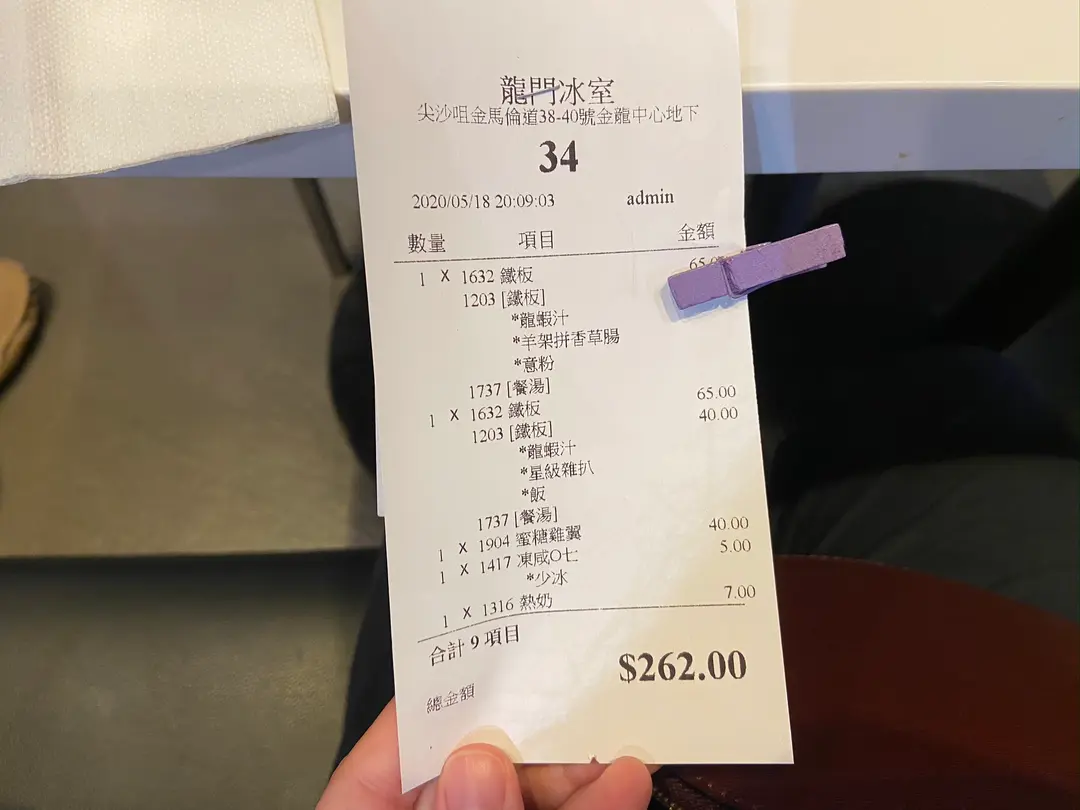 龍門冰室
尖沙咀金馬倫道38-40號金龍中心地下
34
2020/05/18 20:09:03 admin
數量 項目 金額
1 X 1632 鐵板
1203 [鐵板]
*龍蝦汁
*羊架拼香草腸
*意粉
1737 [餐湯]
1 X 1632 鐵板 65.00
1203 [鐵板] 40.00
*龍蝦汁
*星級雜扒
*飯
1737 [餐湯]
1 X 1904 蜜糖雞翼 40.00
1 X 1417 凍咸O七 5.00
*少冰
1 X 1316 熱奶 7.00
合計 9 項目
$262.00
總金額